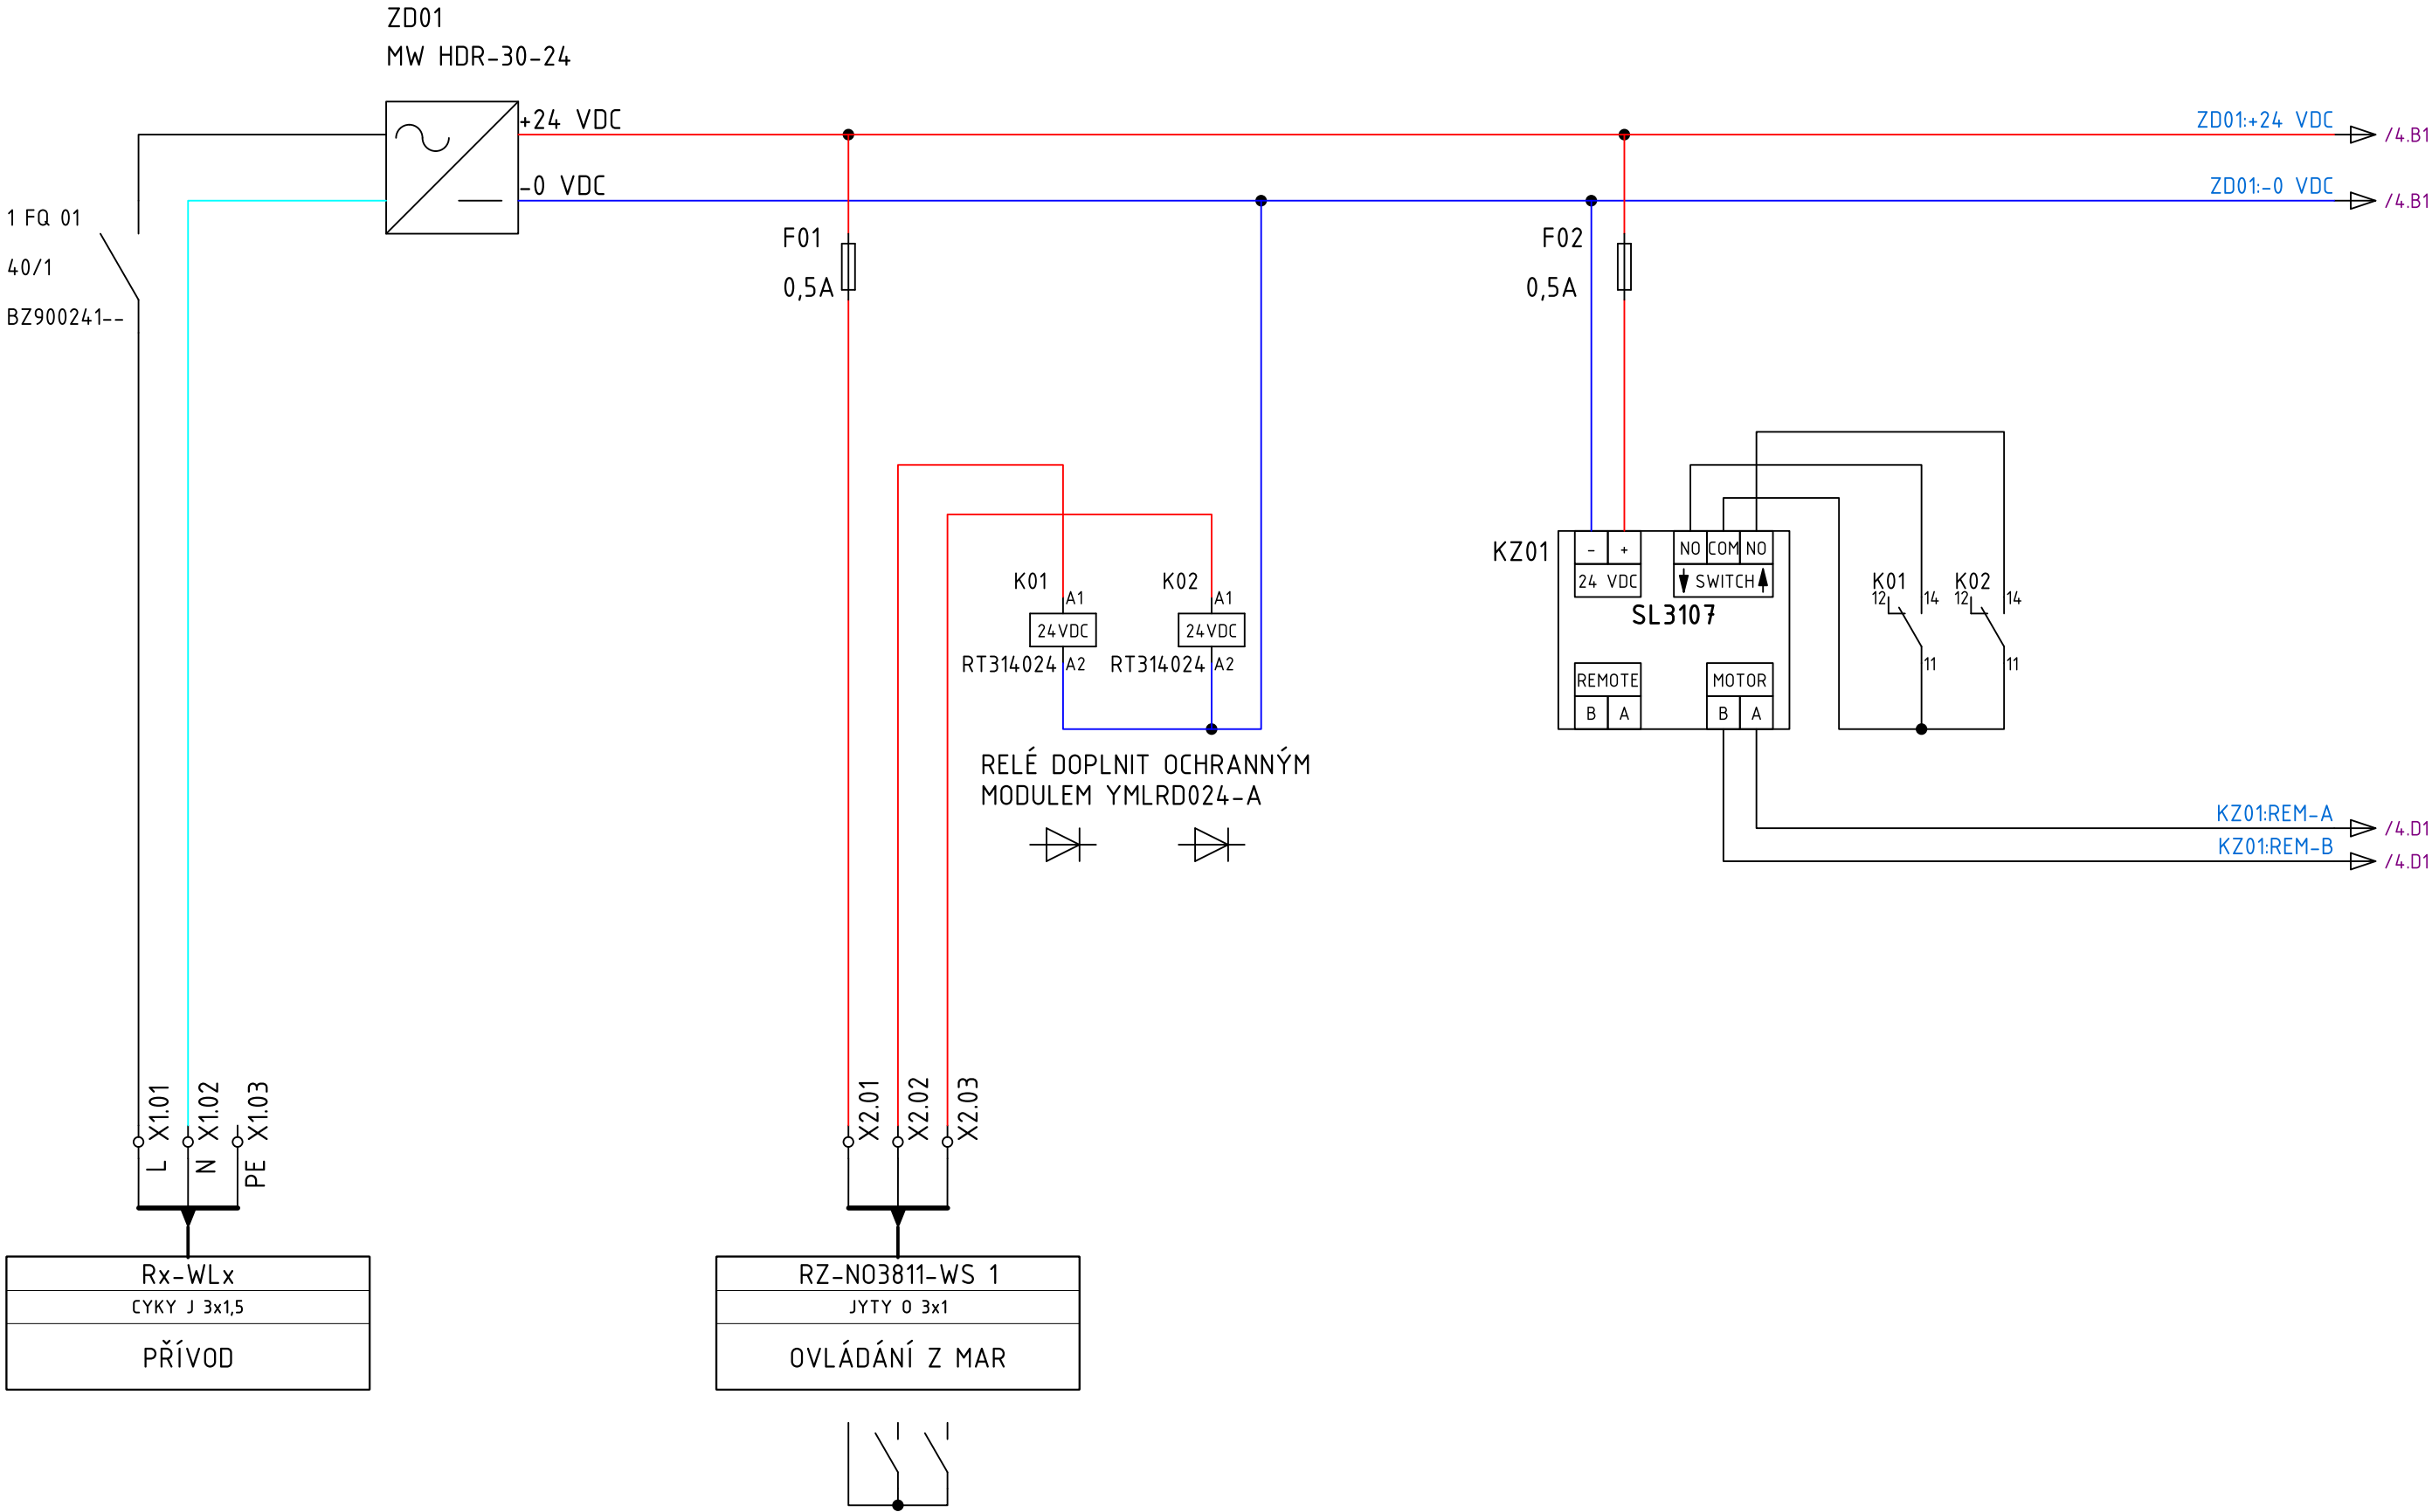 ZD01
MW HDR-30-24
+24 VDC
-0 VDC
ZD01:+24 VDC
/4.B1
ZD01:-0 VDC
/4.B1
1 FQ 01
40/1
BZ900241--
F01
0,5A
F02
0,5A
K01
A1
24VDC
RT314024
A2
K02
A1
24VDC
RT314024
A2
RELÉ DOPLNIT OCHRANNÝM
MODULEM YMLRD024-A
KZ01
- +
24 VDC
NO COM NO
SWITCH
SL3107
REMOTE
B A
MOTOR
B A
K01
12 14
11
K02
12 14
11
KZ01:REM-A
/4.D1
KZ01:REM-B
/4.D1
X1.01
X1.02
X1.03
L
N
PE
X2.01
X2.02
X2.03
Rx-WLx
CYKY J 3x1,5
PŘÍVOD
RZ-NO3811-WS 1
JYTY O 3x1
OVLÁDÁNÍ Z MAR